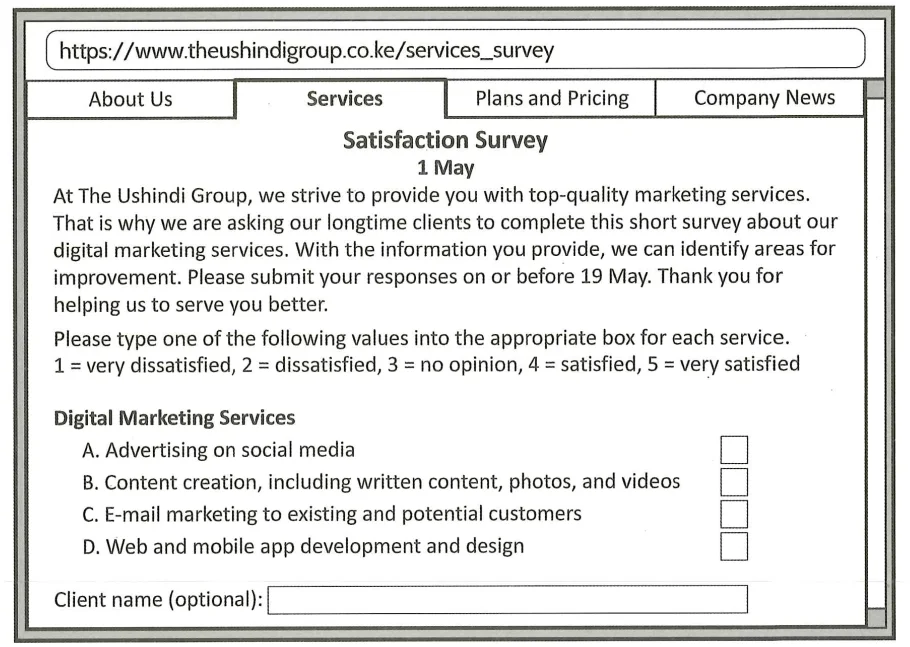 https://www.theushindigroup.co.ke/services_survey
About Us Services Plans and Pricing Company News
Satisfaction Survey
1 May
At The Ushindi Group, we strive to provide you with top-quality marketing services.
That is why we are asking our longtime clients to complete this short survey about our
digital marketing services. With the information you provide, we can identify areas for
improvement. Please submit your responses on or before 19 May. Thank you for
helping us to serve you better.
Please type one of the following values into the appropriate box for each service.
1 = very dissatisfied, 2 = dissatisfied, 3 = no opinion, 4 = satisfied, 5 = very satisfied
Digital Marketing Services
A. Advertising on social media
B. Content creation, including written content, photos, and videos
C. E-mail marketing to existing and potential customers
D. Web and mobile app development and design
Client name (optional):